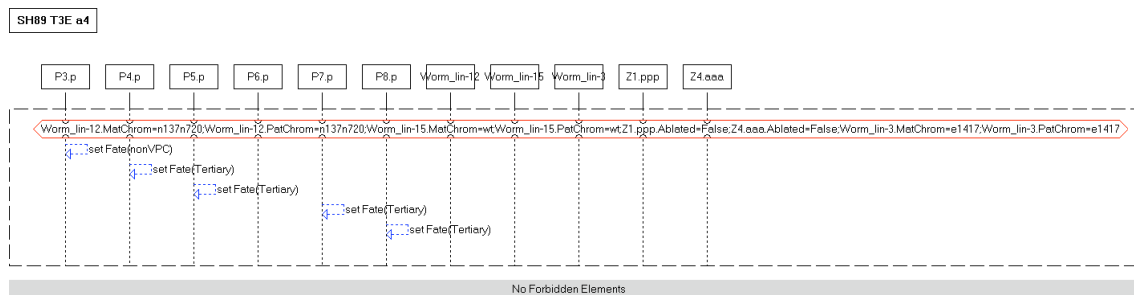 SH89 T3E a4
P3.p P4.p P5.p P6.p P7.p P8.p Worm_lin-12 Worm_lin-15 Worm_lin-3 Z1.ppp Z4.aaa
Worm_lin-12.MatChrom=n137n720;Worm_lin-12.PatChrom=n137n720;Worm_lin-15.MatChrom=wt;Worm_lin-15.PatChrom=wt;Z1.ppp.Ablated=False;Z4.aaa.Ablated=False;Worm_lin-3.MatChrom=e1417;Worm_lin-3.PatChrom=e1417
set Fate(nonVPC)
set Fate(Tertiary)
set Fate(Tertiary)
set Fate(Tertiary)
set Fate(Tertiary)
No Forbidden Elements